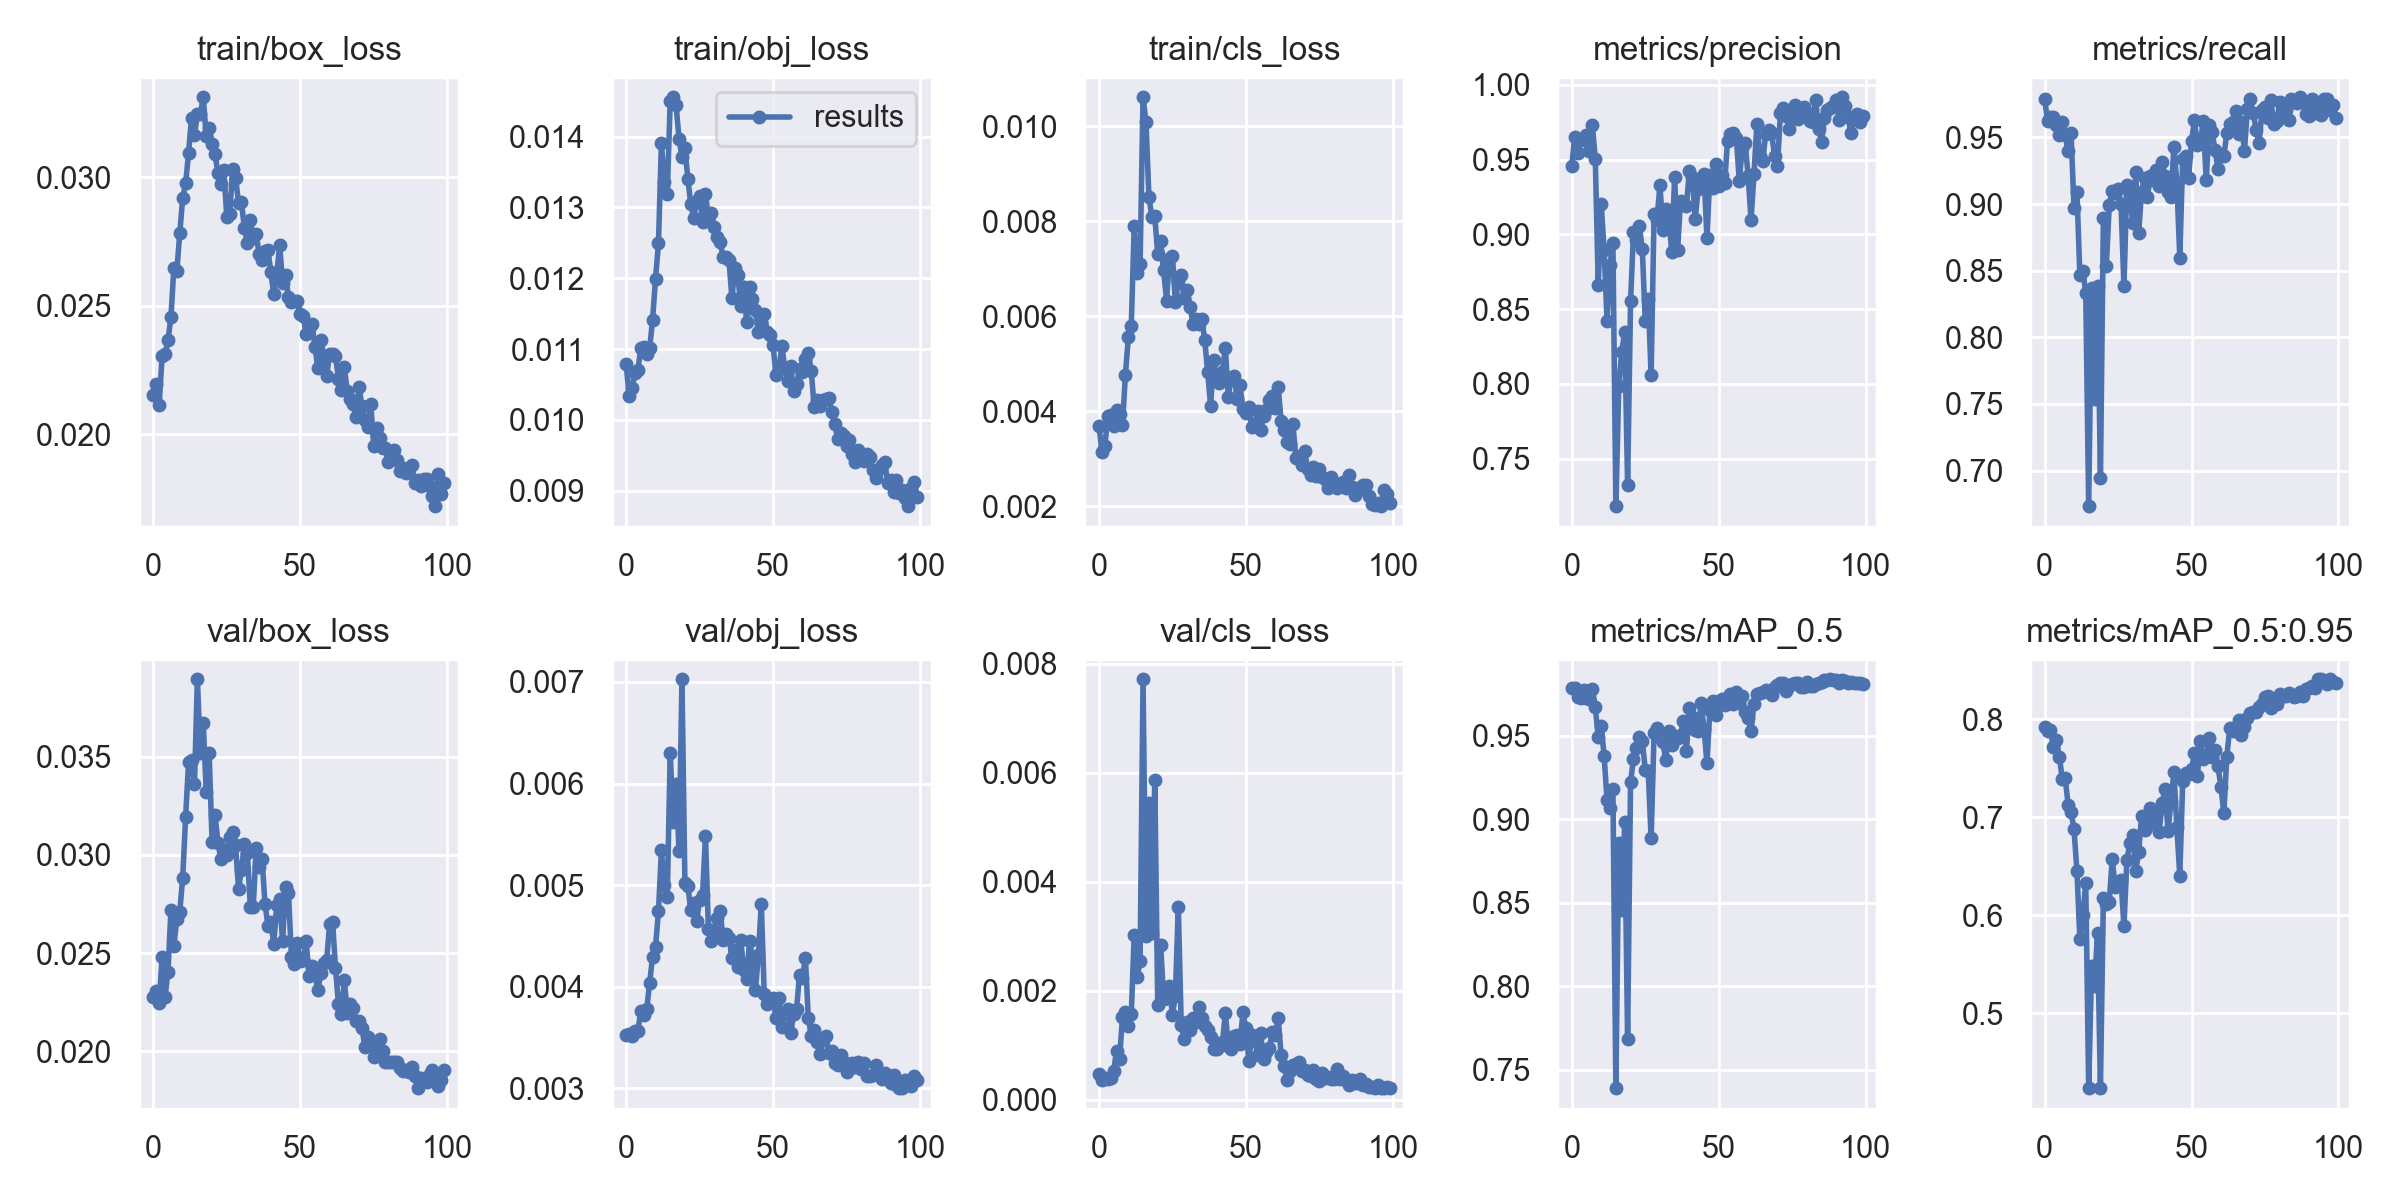 train/box_loss
0.030
0.025
0.020
0 50 100
train/obj_loss
results
0.014
0.013
0.012
0.011
0.010
0.009
0 50 100
train/cls_loss
0.010
0.008
0.006
0.004
0.002
0 50 100
metrics/precision
1.00
0.95
0.90
0.85
0.80
0.75
0 50 100
metrics/recall
0.95
0.90
0.85
0.80
0.75
0.70
0 50 100
val/box_loss
0.035
0.030
0.025
0.020
0 50 100
val/obj_loss
0.007
0.006
0.005
0.004
0.003
0 50 100
val/cls_loss
0.008
0.006
0.004
0.002
0.000
0 50 100
metrics/mAP_0.5
0.95
0.90
0.85
0.80
0.75
0 50 100
metrics/mAP_0.5:0.95
0.8
0.7
0.6
0.5
0 50 100